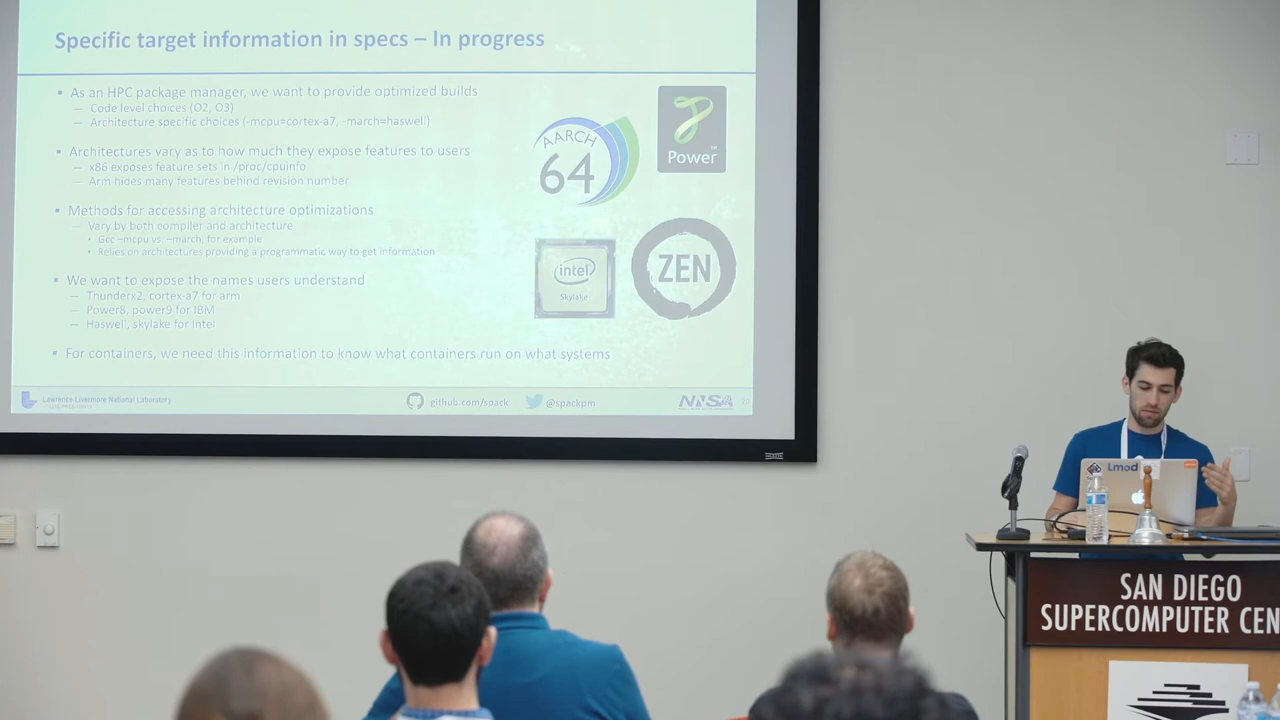 Specific target information in specs – In progress
As an HPC package manager, we want to provide optimized builds
— Code level choices (O2, O3)
— Architecture specific choices (-mcpu=cortex-a7, -march=haswell)
Architectures vary as to how much they expose features to users
— x86 exposes feature sets in /proc/cpuinfo
— Arm hides many features behind revision number
Methods for accessing architecture optimizations
— Vary by both compiler and architecture
• Gcc –mcpu vs. –march, for example
• Relies on architectures providing a programmatic way to get information
We want to expose the names users understand
— Thunderx2, cortex-a7 for arm
— Power8, power9 for IBM
— Haswell, skylake for Intel
For containers, we need this information to know what containers run on what systems
AARCH
64
Power
intel
Skylake
ZEN
Lawrence Livermore National Laboratory
github.com/spack
@spackpm
NNSA
Lmod
SAN DIEGO
SUPERCOMPUTER CEN